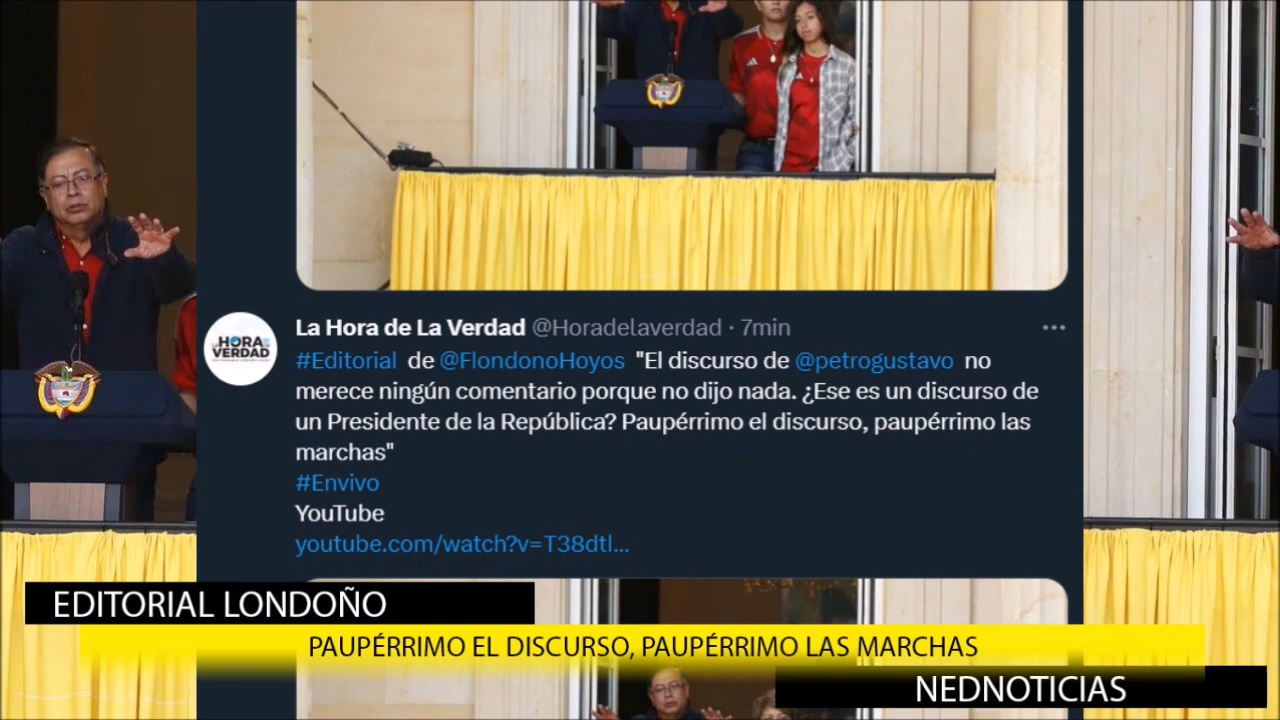 La Hora de La Verdad @Horadelaverdad · 7min
HORA
VERDAD
#Editorial de @FlondonoHoyos "El discurso de @petrogustavo no
merece ningún comentario porque no dijo nada. ¿Ese es un discurso de
un Presidente de la República? Paupérrimo el discurso, paupérrimo las
marchas"
#Envivo
YouTube
youtube.com/watch?v=T38dtl...
EDITORIAL LONDOÑO
PAUPÉRRIMO EL DISCURSO, PAUPÉRRIMO LAS MARCHAS
NEDNOTICIAS